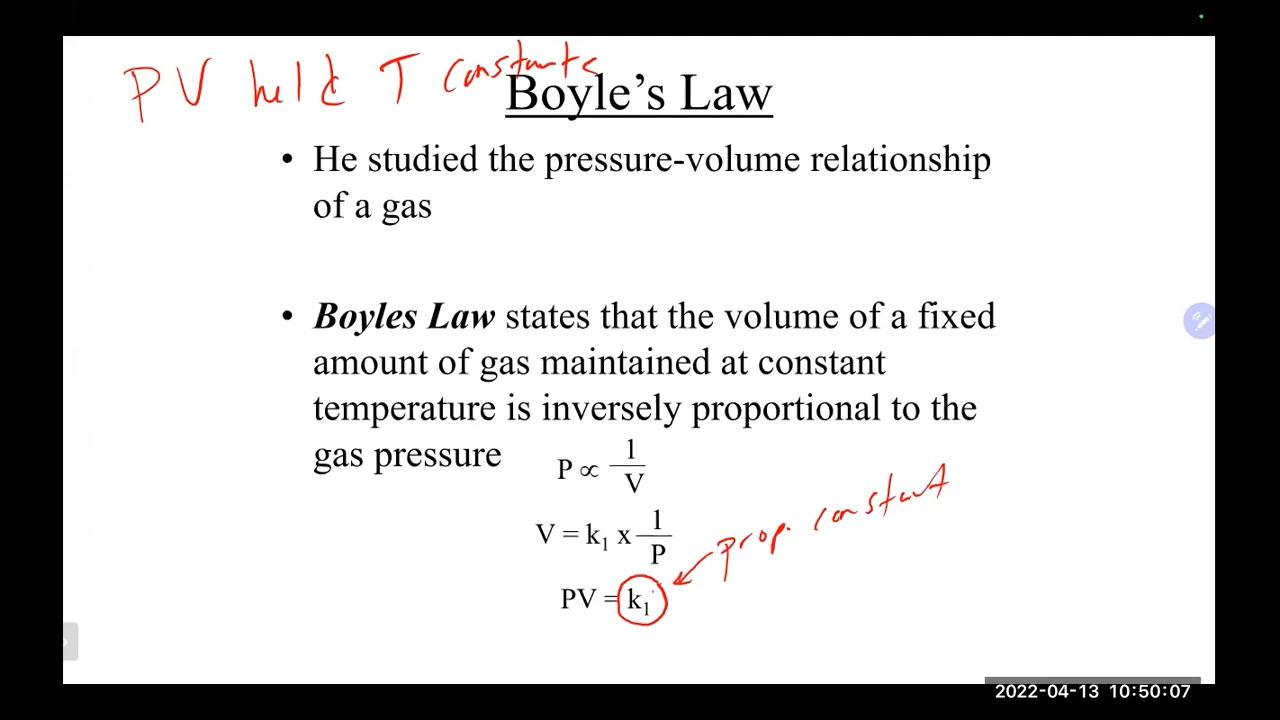 PV held T constants
Boyle's Law
• He studied the pressure-volume relationship
of a gas
• Boyles Law states that the volume of a fixed
amount of gas maintained at constant
temperature is inversely proportional to the
gas pressure
P ∝ 1/V
V = k₁ x 1/P
prop. constant
PV = k₁
2022-04-13 10:50:07